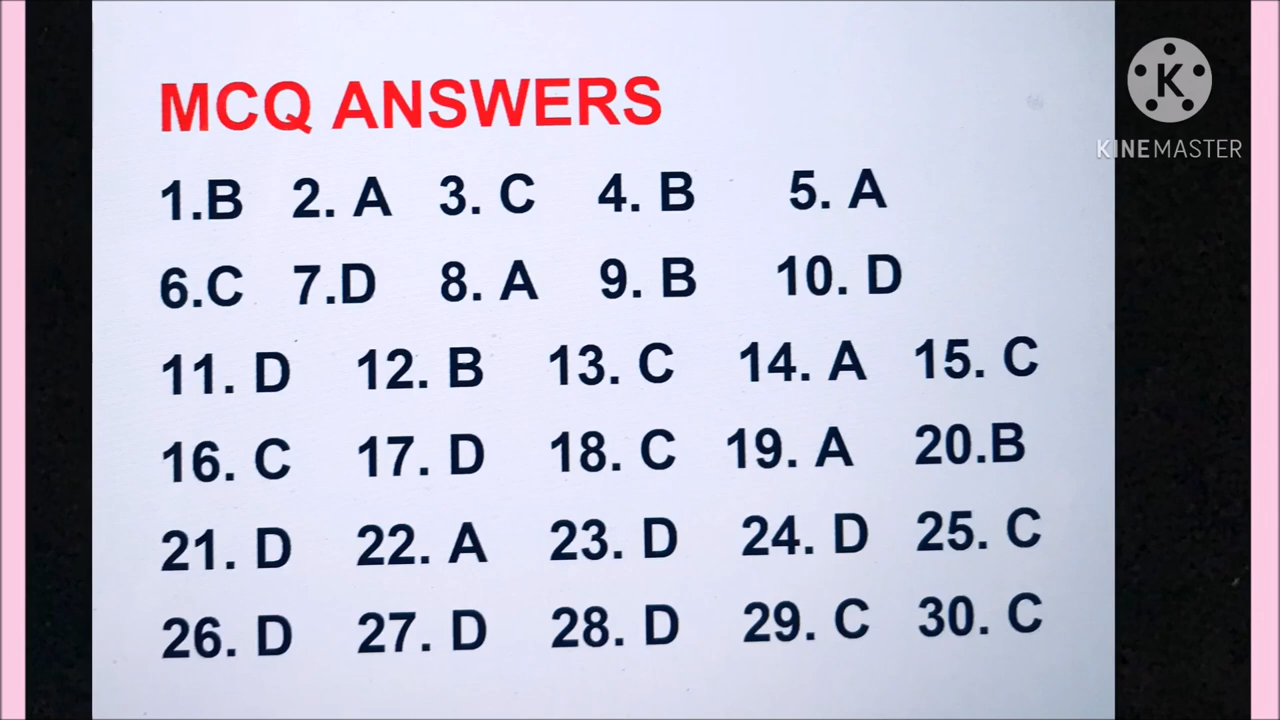 MCQ ANSWERS
K
KINEMASTER
1.B 2. A 3. C 4. B 5. A
6.C 7.D 8. A 9. B 10. D
11. D 12. B 13. C 14. A 15. C
16. C 17. D 18. C 19. A 20.B
21. D 22. A 23. D 24. D 25. C
26. D 27. D 28. D 29. C 30. C